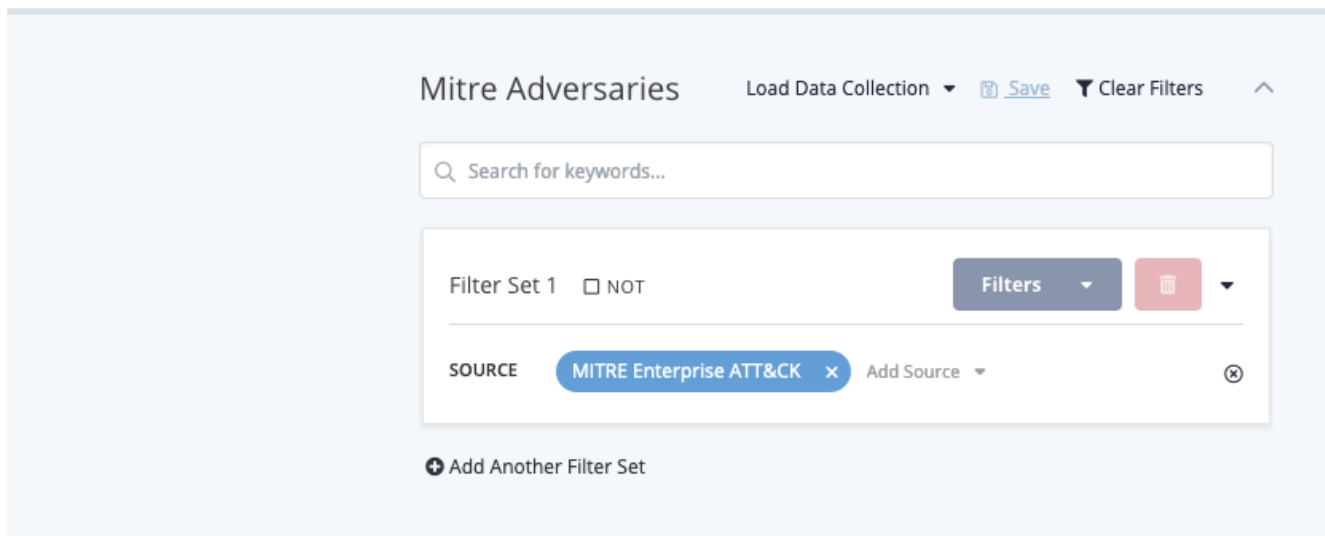 Mitre Adversaries Load Data Collection Save Clear Filters
Search for keywords...
Filter Set 1 NOT Filters
SOURCE MITRE Enterprise ATT&CK × Add Source
Add Another Filter Set